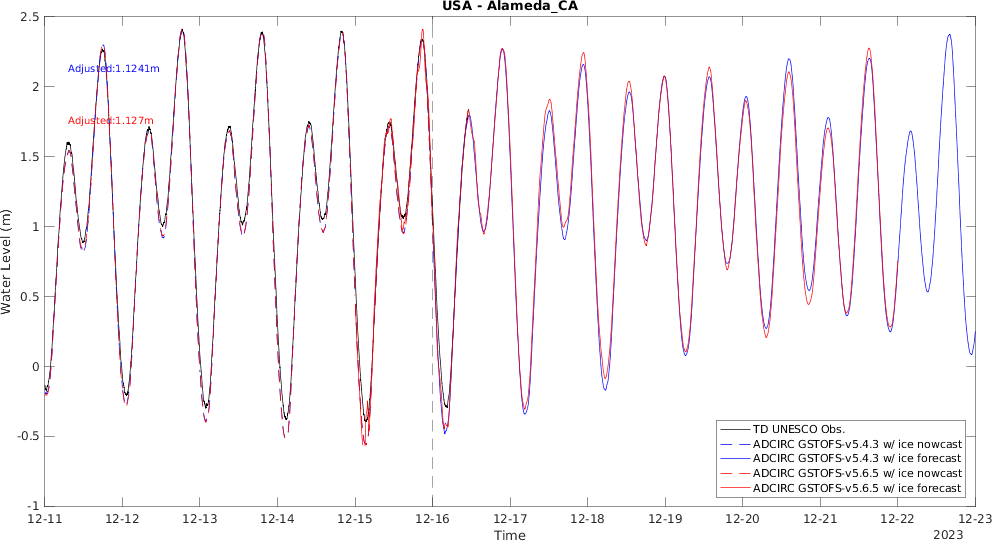 USA - Alameda_CA
2.5
2
1.5
1
0.5
0
-0.5
-1
Water Level (m)
Adjusted:1.1241m
Adjusted:1.127m
TD UNESCO Obs.
ADCIRC GSTOFS-v5.4.3 w/ ice nowcast
ADCIRC GSTOFS-v5.4.3 w/ ice forecast
ADCIRC GSTOFS-v5.6.5 w/ ice nowcast
ADCIRC GSTOFS-v5.6.5 w/ ice forecast
12-11 12-12 12-13 12-14 12-15 12-16 12-17 12-18 12-19 12-20 12-21 12-22 12-23
Time
2023